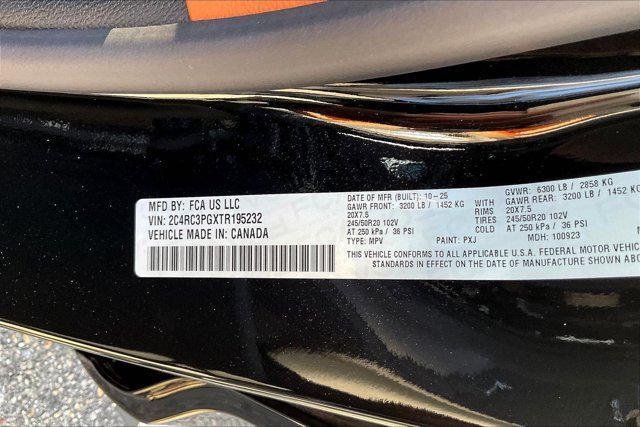 MFD BY: FCA US LLC
VIN: 2C4RC3PGXTR195232
VEHICLE MADE IN: CANADA
DATE OF MFR (BUILT): 10-25 GVWR: 6300 LB / 2858 KG
GAWR FRONT: 3200 LB / 1452 KG WITH GAWR REAR: 3200 LB / 1452 KG
20X7.5 RIMS 20X7.5
245/50R20 102V TIRES 245/50R20 102V
AT 250 kPa / 36 PSI COLD AT 250 kPa / 36 PSI
TYPE: MPV PAINT: PXJ MDH: 100923
THIS VEHICLE CONFORMS TO ALL APPLICABLE U.S.A. FEDERAL MOTOR VEHIC
STANDARDS IN EFFECT ON THE DATE OF MANUFACTURE SHOWN ABO